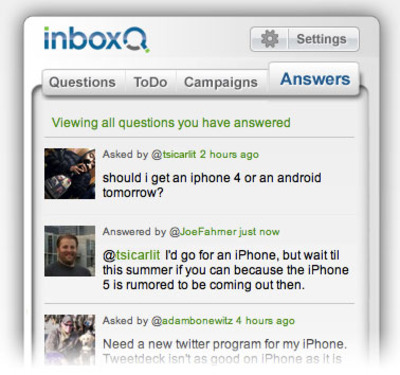 inboxQ
Settings
Questions ToDo Campaigns Answers
Viewing all questions you have answered
Asked by @tsicarlit 2 hours ago
should i get an iphone 4 or an android
tomorrow?
Answered by @JoeFahrner just now
@tsicarlit I'd go for an iPhone, but wait til
this summer if you can because the iPhone
5 is rumored to be coming out then.
Asked by @adambonewitz 4 hours ago
Need a new twitter program for my iPhone.
Tweetdeck isn't as good on iPhone as it is